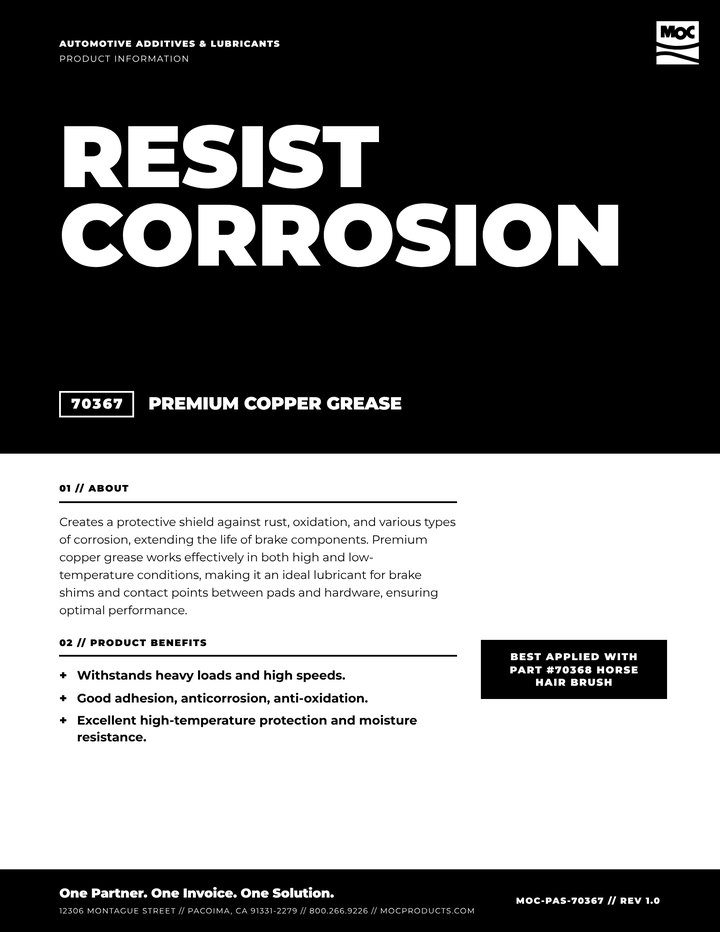 AUTOMOTIVE ADDITIVES & LUBRICANTS
PRODUCT INFORMATION
MOC
RESIST
CORROSION
70367 PREMIUM COPPER GREASE
01 // ABOUT
Creates a protective shield against rust, oxidation, and various types
of corrosion, extending the life of brake components. Premium
copper grease works effectively in both high and low-
temperature conditions, making it an ideal lubricant for brake
shims and contact points between pads and hardware, ensuring
optimal performance.
02 // PRODUCT BENEFITS
+ Withstands heavy loads and high speeds.
+ Good adhesion, anticorrosion, anti-oxidation.
+ Excellent high-temperature protection and moisture
resistance.
BEST APPLIED WITH
PART #70368 HORSE
HAIR BRUSH
One Partner. One Invoice. One Solution.
12306 MONTAGUE STREET // PACOIMA, CA 91331-2279 // 800.266.9226 // MOCPRODUCTS.COM
MOC-PAS-70367 // REV 1.0